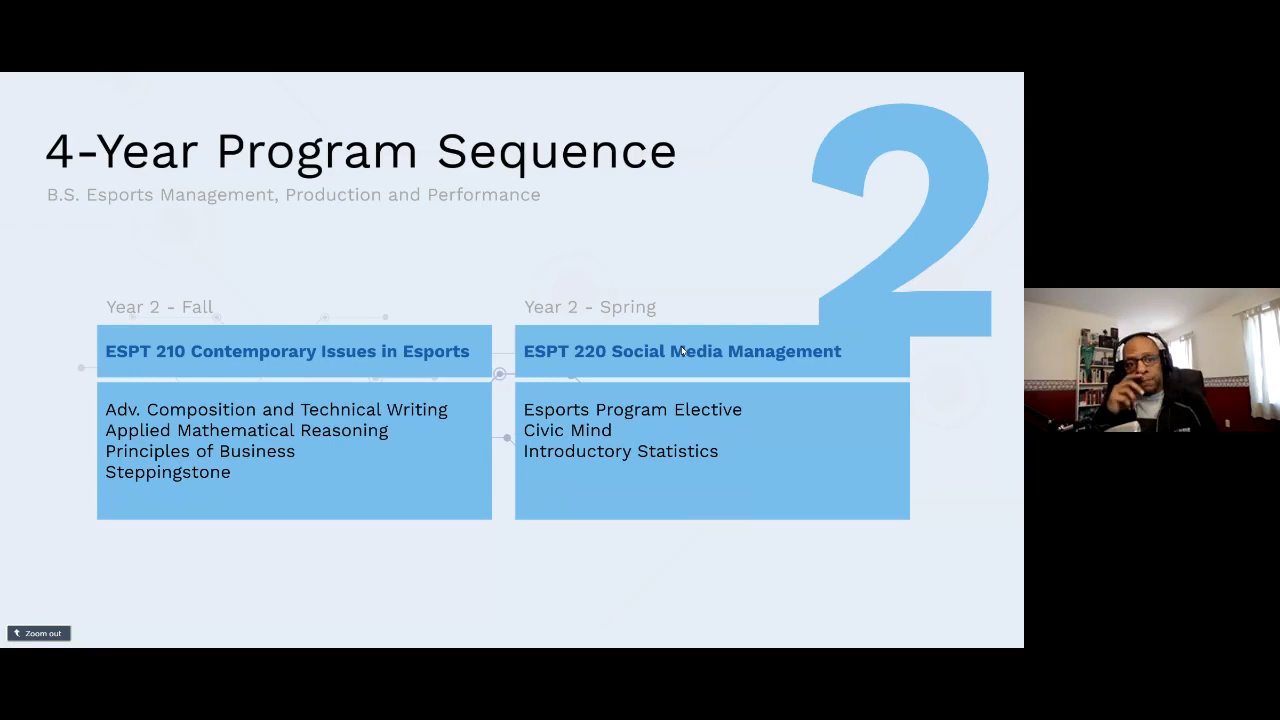 4-Year Program Sequence
B.S. Esports Management, Production and Performance
2
Year 2 - Fall
ESPT 210 Contemporary Issues in Esports
Adv. Composition and Technical Writing
Applied Mathematical Reasoning
Principles of Business
Steppingstone
Year 2 - Spring
ESPT 220 Social Media Management
Esports Program Elective
Civic Mind
Introductory Statistics
Zoom out